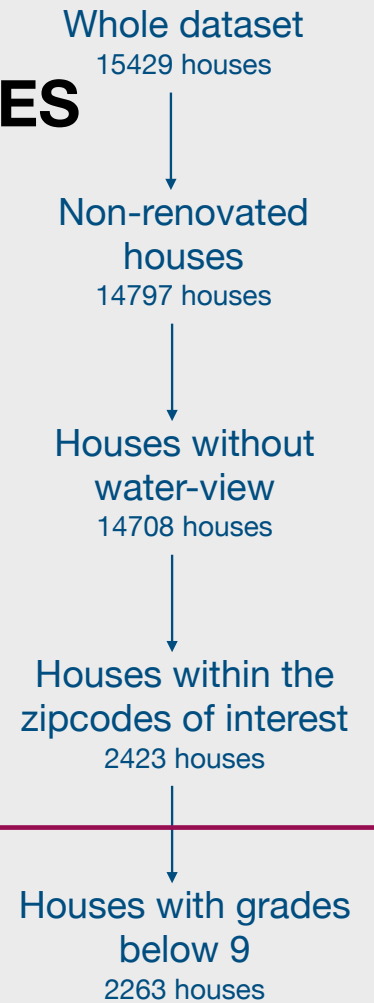 Whole dataset
15429 houses
ES
Non-renovated
houses
14797 houses
Houses without
water-view
14708 houses
Houses within the
zipcodes of interest
2423 houses
Houses with grades
below 9
2263 houses